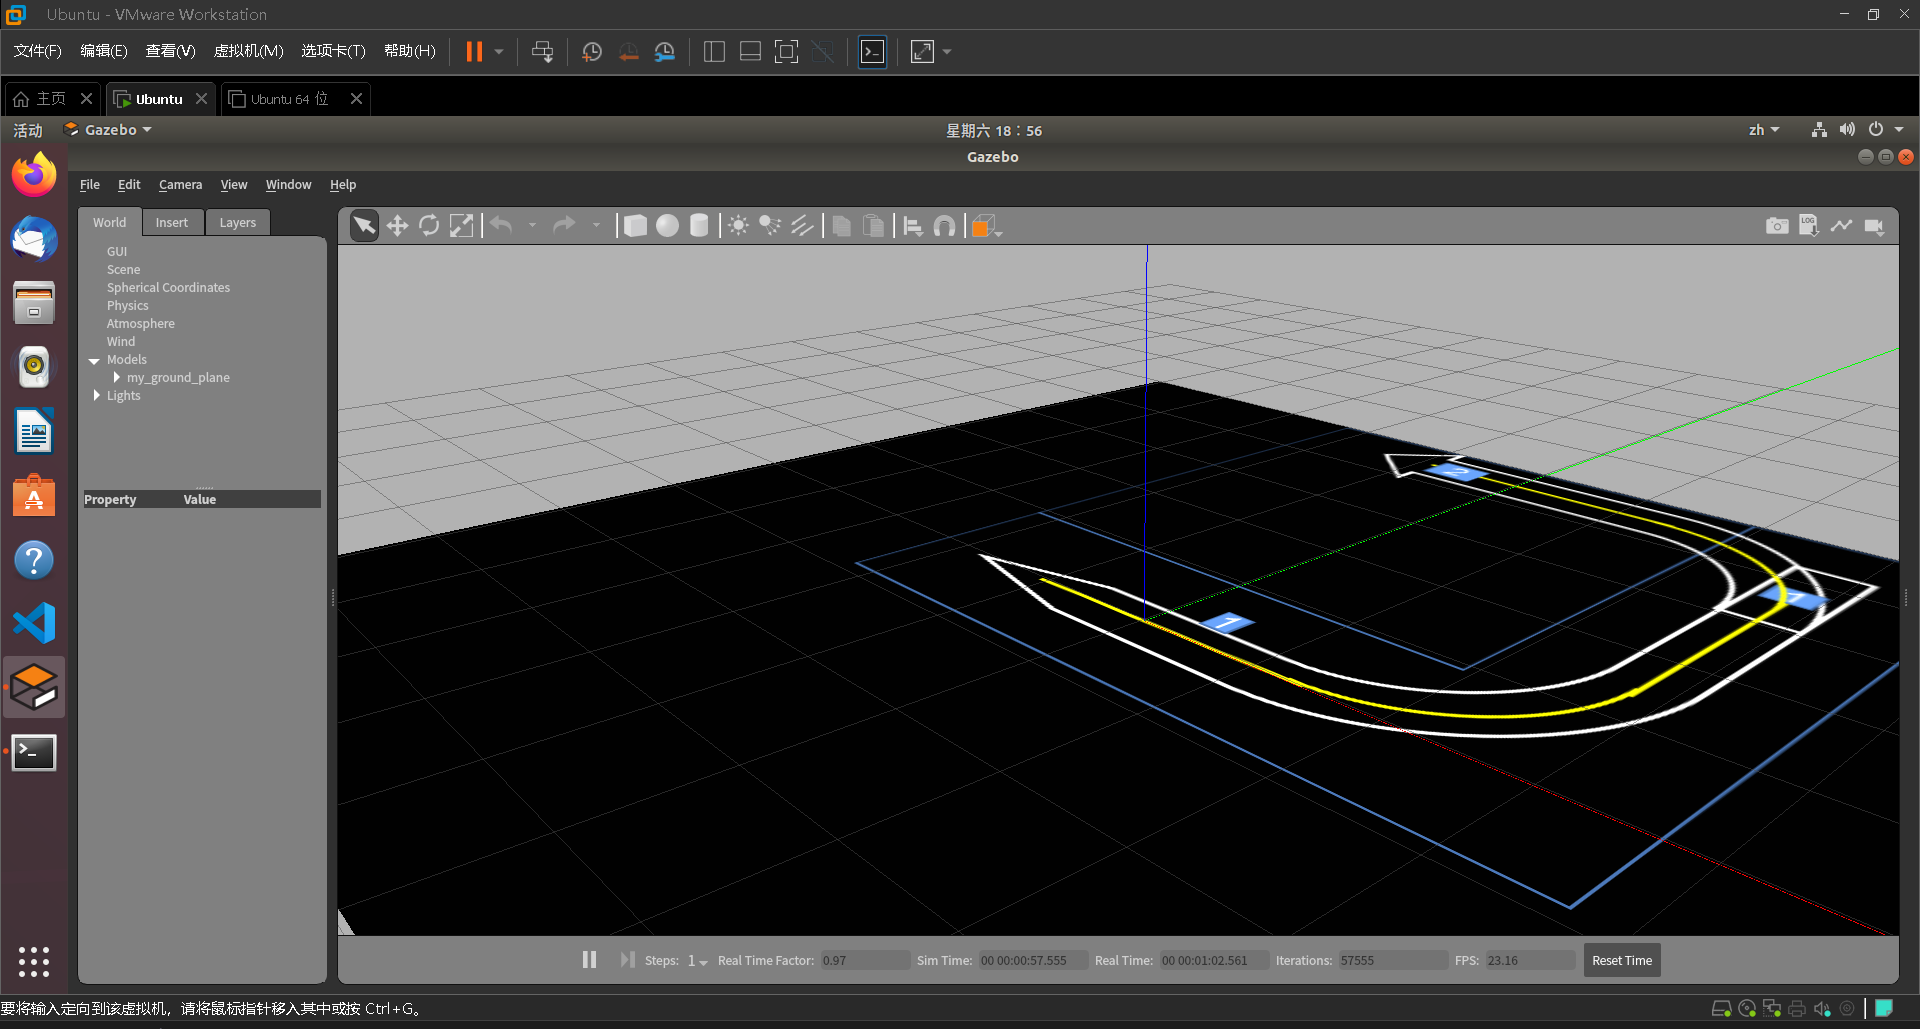 Ubuntu - VMware Workstation
文件(F) 编辑(E) 查看(V) 虚拟机(M) 选项卡(T) 帮助(H)
主页 Ubuntu Ubuntu 64 位
活动 Gazebo 星期六 18:56 zh
Gazebo
File Edit Camera View Window Help
World Insert Layers
LOG
GUI
Scene
Spherical Coordinates
Physics
Atmosphere
Wind
Models
my_ground_plane
Lights
Property Value
2
1
1
Steps: 1 Real Time Factor: 0.97 Sim Time: 00 00:00:57.555 Real Time: 00 00:01:02.561 Iterations: 57555 FPS: 23.16 Reset Time
要将输入定向到该虚拟机，请将鼠标指针移入其中或按 Ctrl+G。